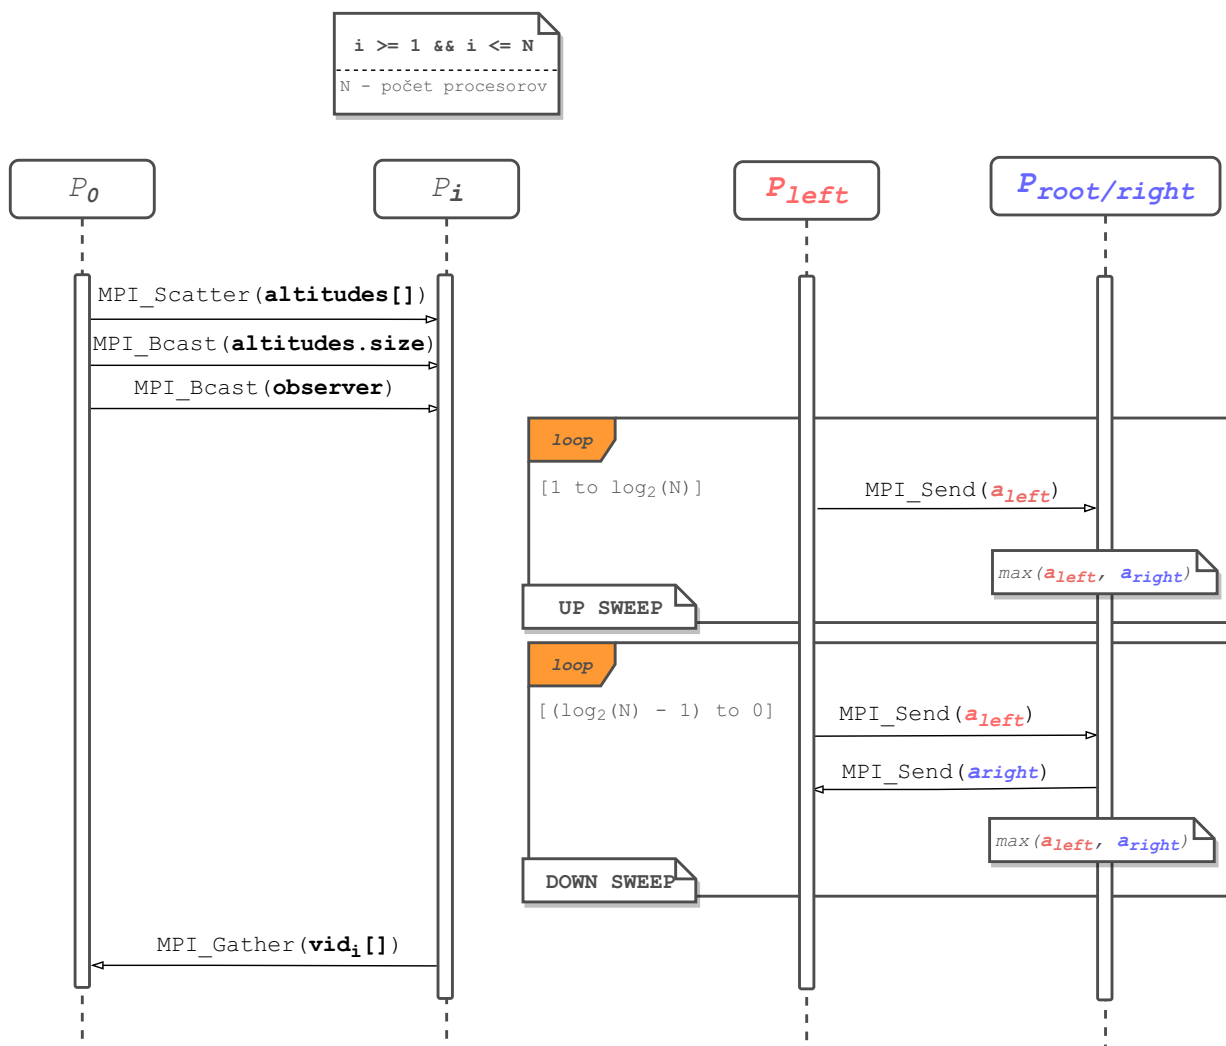 i >= 1 && i <= N
N - počet procesorov
P0
Pi
Pleft
Proot/right
MPI_Scatter(altitudes[])
MPI_Bcast(altitudes.size)
MPI_Bcast(observer)
loop
[1 to log2(N)]
MPI_Send(aleft)
max(aleft, aright)
UP SWEEP
loop
[(log2(N) - 1) to 0]
MPI_Send(aleft)
MPI_Send(aright)
max(aleft, aright)
DOWN SWEEP
MPI_Gather(vidi[])